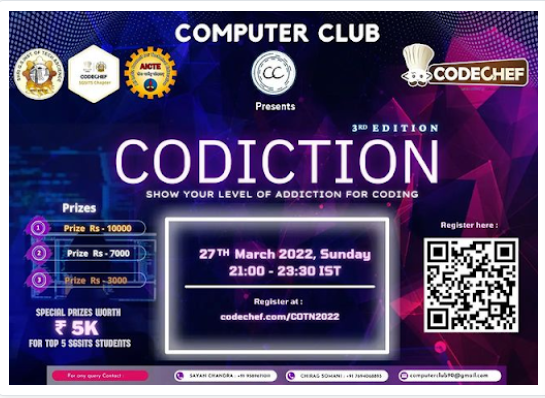 COMPUTER CLUB
CODECHEF
AICTE
CC
CODECHEF
Presents
3RD EDITION
CODICTION
SHOW YOUR LEVEL OF ADDICTION FOR CODING
Prizes
1 Prize Rs - 10000
2 Prize Rs - 7000
3 Prize Rs - 3000
SPECIAL PRIZES WORTH
₹ 5K
FOR TOP 5 SGSITS STUDENTS
27TH March 2022, Sunday
21:00 - 23:30 IST
Register at :
codechef.com/COTN2022
Register here :
For any query Contact :
SAYAN CHANDRA :
CHIRAG SOMANI : +91
computerclub90@gmail.com